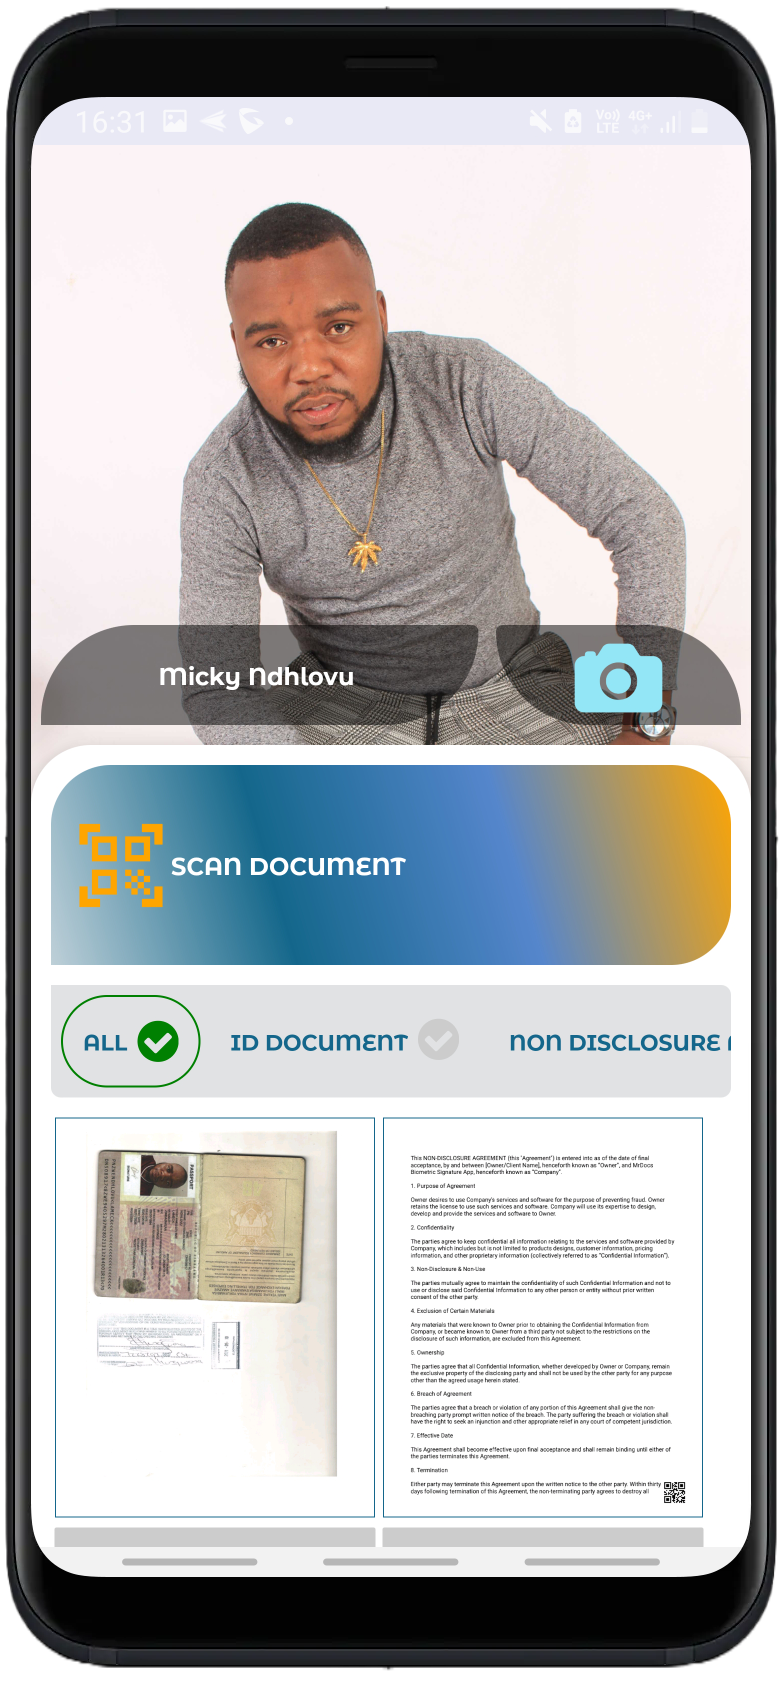 16:31
Vo))
LTE
4G+
Micky Ndhlovu
SCAN DOCUMENT
ALL
ID DOCUMENT
NON DISCLOSURE
PASSPORT
This NON-DISCLOSURE AGREEMENT (this "Agreement") is entered into as of the date of final
acceptance, by and between [Owner/Client Name], henceforth known as "Owner", and MrDocs
Biometric Signature App, henceforth known as "Company".
1. Purpose of Agreement
Owner desires to use Company's services and software for the purpose of preventing fraud. Owner
retains the license to use such services and software. Company will use its expertise to design,
develop and provide the services and software to Owner.
2. Confidentiality
The parties agree to keep confidential all information relating to the services and software provided by
Company, which includes but is not limited to products designs, customer information, pricing
information, and other proprietary information (collectively referred to as "Confidential Information").
3. Non-Disclosure & Non-Use
The parties mutually agree to maintain the confidentiality of such Confidential Information and not to
use or disclose said Confidential Information to any other person or entity without prior written
consent of the other party.
4. Exclusion of Certain Materials
Any materials that were known to Owner prior to obtaining the Confidential Information from
Company, or became known to Owner from a third party not subject to the restrictions on the
disclosure of such information, are excluded from this Agreement.
5. Ownership
The parties agree that all Confidential Information, whether developed by Owner or Company, remain
the exclusive property of the disclosing party and shall not be used by the other party for any purpose
other than the agreed usage herein stated.
6. Breach of Agreement
The parties agree that a breach or violation of any portion of this Agreement shall give the non-
breaching party prompt written notice of the breach. The party suffering the breach or violation shall
have the right to seek an injunction and other appropriate relief in any court of competent jurisdiction.
7. Effective Date
This Agreement shall become effective upon final acceptance and shall remain binding until either of
the parties terminates this Agreement.
8. Termination
Either party may terminate this Agreement upon the written notice to the other party. Within thirty
days following termination of this Agreement, the non-terminating party agrees to destroy all